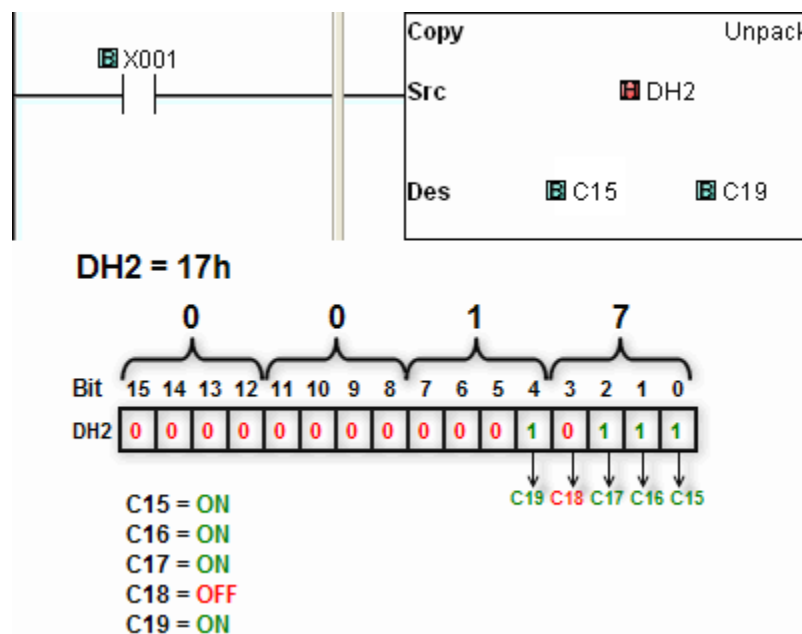 Copy Unpack
B X001
Src H DH2
Des B C15 B C19
DH2 = 17h
0 0 1 7
Bit 15 14 13 12 11 10 9 8 7 6 5 4 3 2 1 0
DH2 0 0 0 0 0 0 0 0 0 0 0 1 0 1 1 1
C19 C18 C17 C16 C15
C15 = ON
C16 = ON
C17 = ON
C18 = OFF
C19 = ON